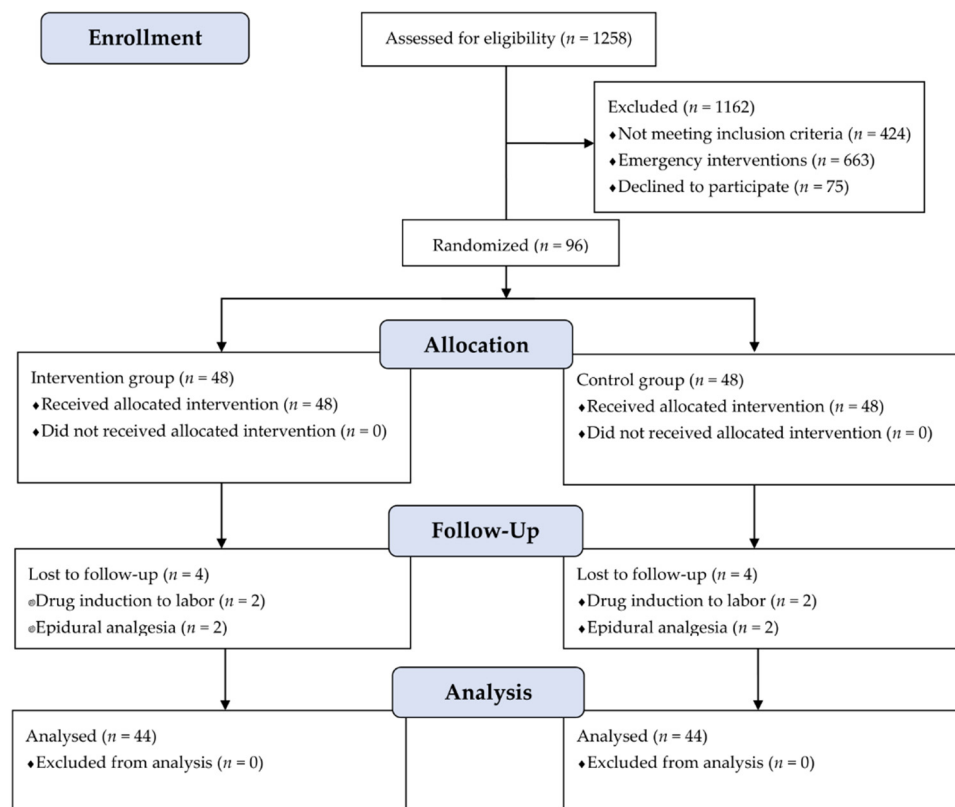 Enrollment
Assessed for eligibility (n = 1258)
Excluded (n = 1162)
♦Not meeting inclusion criteria (n = 424)
♦Emergency interventions (n = 663)
♦Declined to participate (n = 75)
Randomized (n = 96)
Allocation
Intervention group (n = 48)
♦Received allocated intervention (n = 48)
♦Did not received allocated intervention (n = 0)
Control group (n = 48)
♦Received allocated intervention (n = 48)
♦Did not received allocated intervention (n = 0)
Follow-Up
Lost to follow-up (n = 4)
●Drug induction to labor (n = 2)
●Epidural analgesia (n = 2)
Lost to follow-up (n = 4)
♦Drug induction to labor (n = 2)
♦Epidural analgesia (n = 2)
Analysis
Analysed (n = 44)
♦Excluded from analysis (n = 0)
Analysed (n = 44)
♦Excluded from analysis (n = 0)